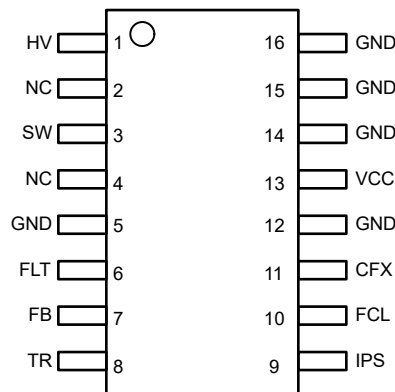 HV 1 16 GND
NC 2 15 GND
SW 3 14 GND
NC 4 13 VCC
GND 5 12 GND
FLT 6 11 CFX
FB 7 10 FCL
TR 8 9 IPS